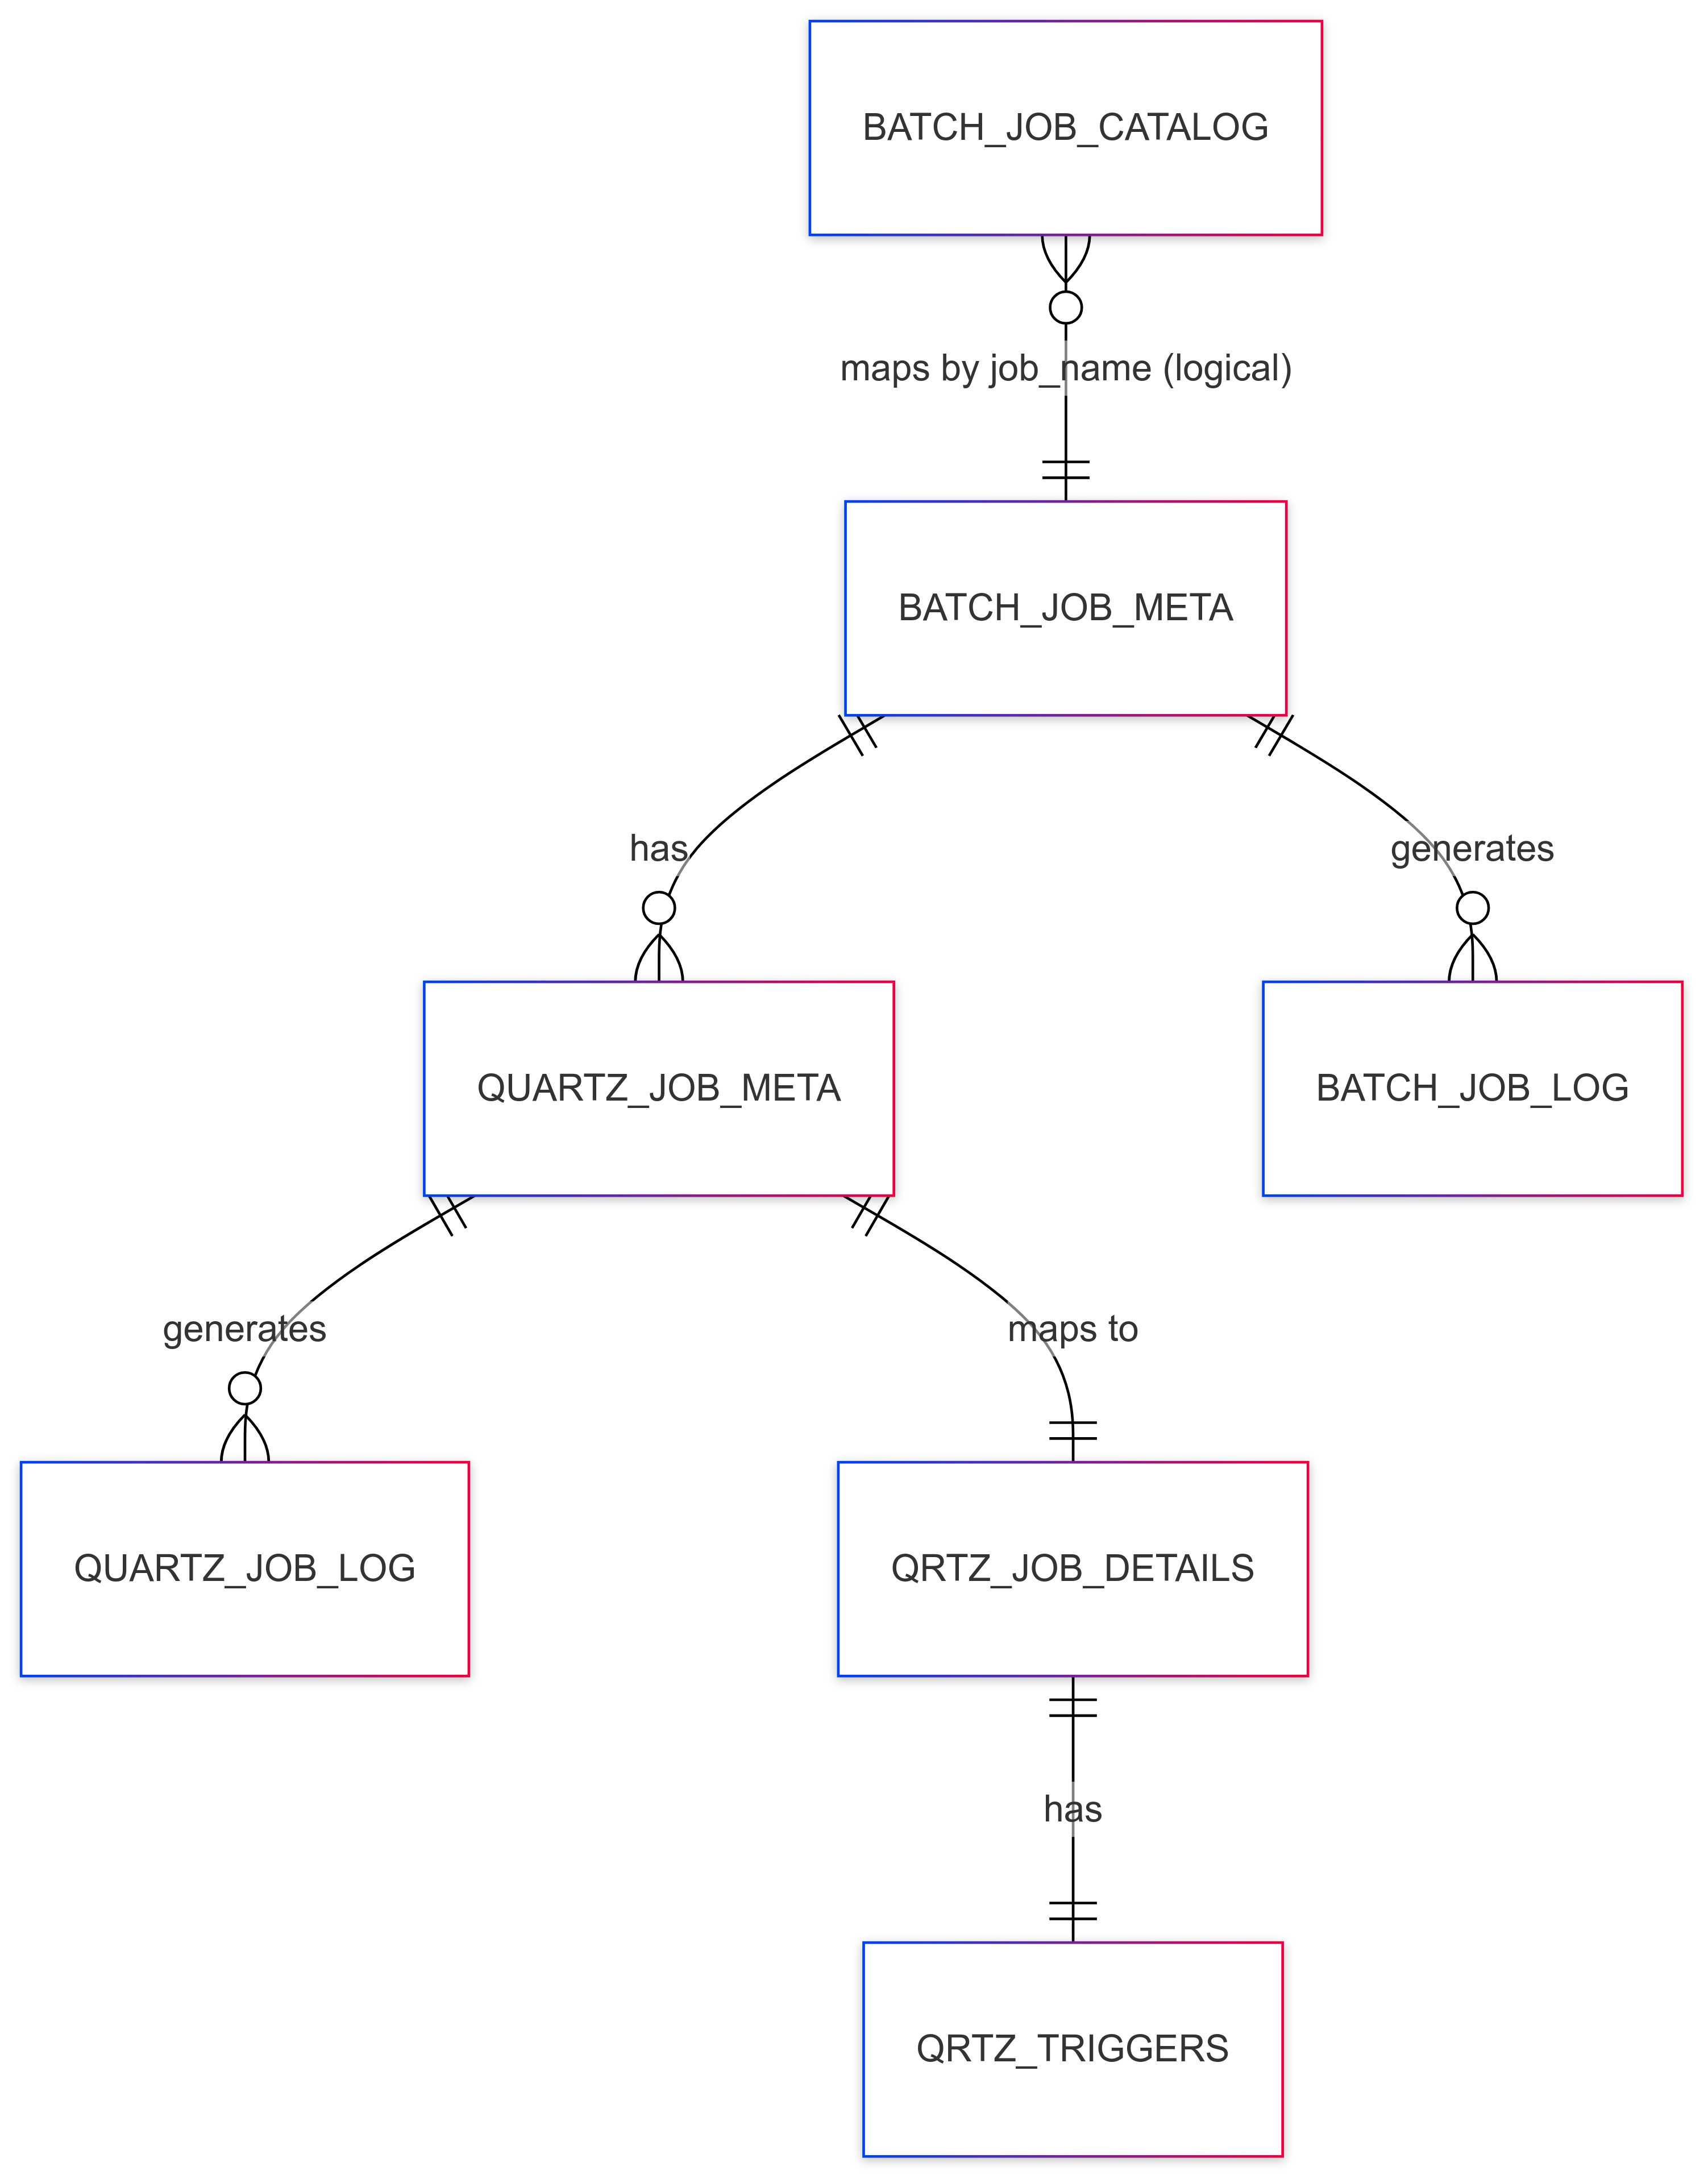 BATCH_JOB_CATALOG
maps by job_name (logical)
BATCH_JOB_META
has
generates
QUARTZ_JOB_META
BATCH_JOB_LOG
generates
maps to
QUARTZ_JOB_LOG
QRTZ_JOB_DETAILS
has
QRTZ_TRIGGERS